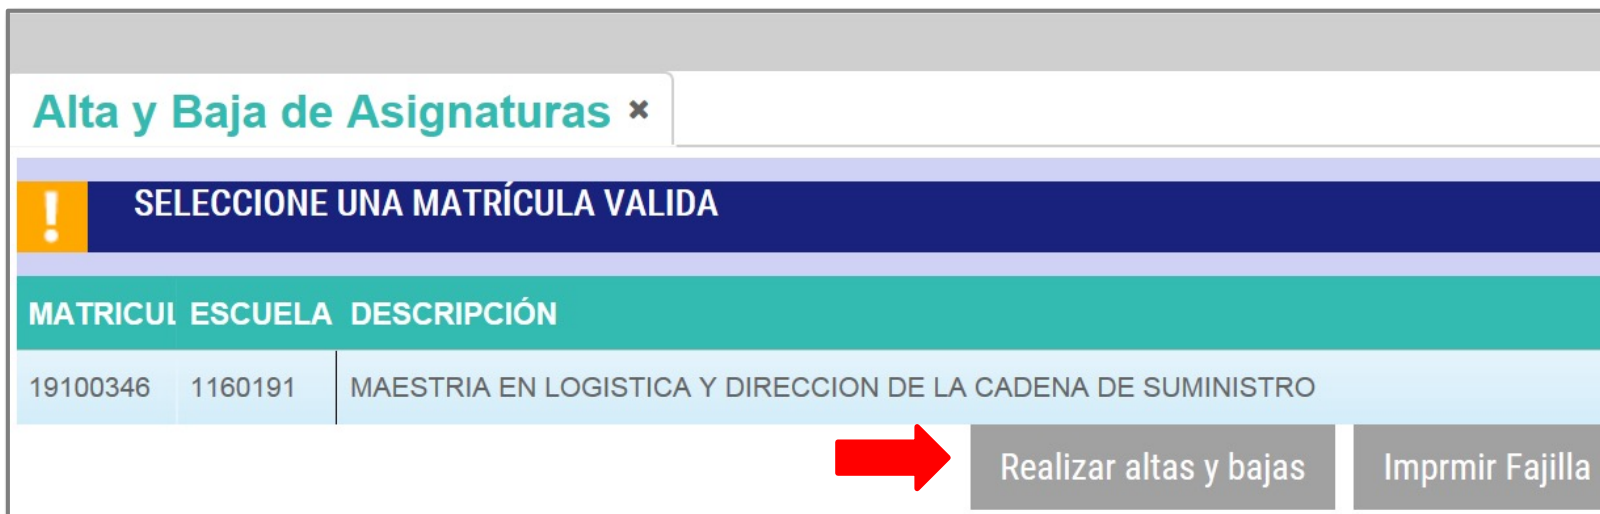 Alta y Baja de Asignaturas ×
SELECCIONE UNA MATRÍCULA VALIDA
MATRICUL ESCUELA DESCRIPCIÓN
19100346 1160191 MAESTRIA EN LOGISTICA Y DIRECCION DE LA CADENA DE SUMINISTRO
Realizar altas y bajas Imprmir Fajilla